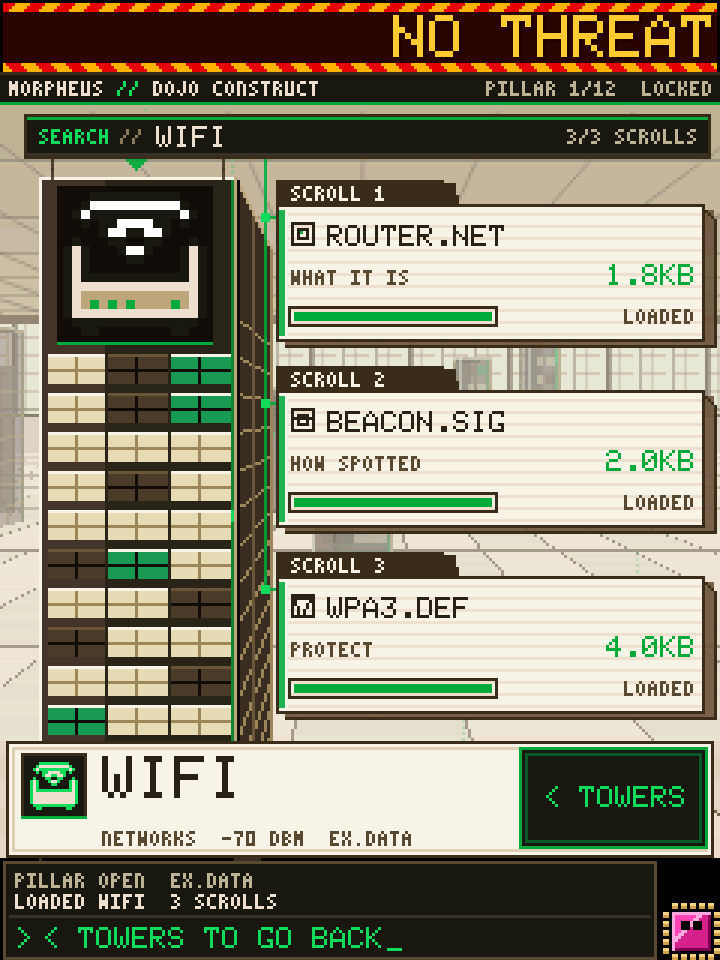 NO THREAT
MORPHEUS // DOJO CONSTRUCT
PILLAR 1/12 LOCKED
SEARCH // WIFI
3/3 SCROLLS
SCROLL 1
ROUTER.NET
WHAT IT IS
1.8KB
LOADED
SCROLL 2
BEACON.SIG
HOW SPOTTED
2.0KB
LOADED
SCROLL 3
WPA3.DEF
PROTECT
4.0KB
LOADED
WIFI
NETWORKS -70 DBM EX.DATA
< TOWERS
PILLAR OPEN EX.DATA
LOADED WIFI 3 SCROLLS
> < TOWERS TO GO BACK_